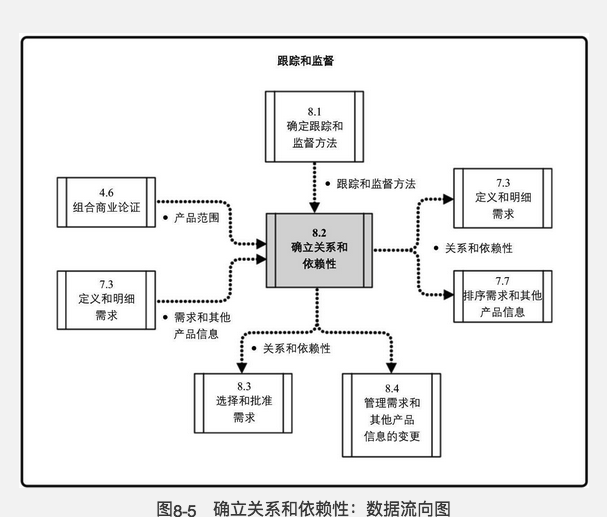 跟踪和监督
8.1
确定跟踪和
监督方法
• 跟踪和监督方法
4.6
组合商业论证
• 产品范围
7.3
定义和明细
需求
8.2
确立关系和
依赖性
• 关系和依赖性
7.3
定义和明细
需求
• 需求和其他
产品信息
7.7
排序需求和其他
产品信息
• 关系和依赖性
8.3
选择和批准
需求
8.4
管理需求和
其他产品
信息的变更
图8-5 确立关系和依赖性：数据流向图